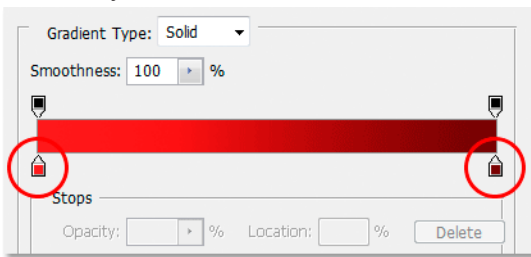 Gradient Type: Solid
Smoothness: 100 %
Stops
Opacity: % Location: % Delete